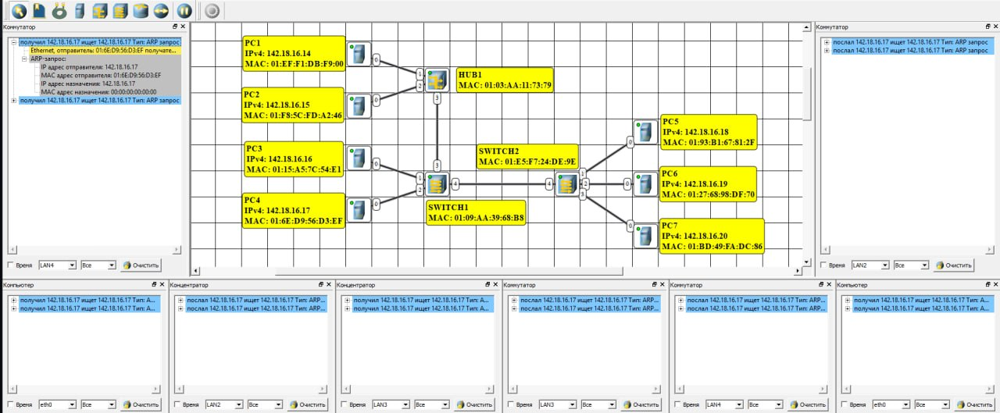 Коммутатор
получил 142.18.16.17 ищет 142.18.16.17 Тип: ARP запрос
Ethernet, отправитель: 01:6E:D9:56:D3:EF получате...
ARP-запрос:
IP адрес отправителя: 142.18.16.17
MAC адрес отправителя: 01:6E:D9:56:D3:EF
IP адрес назначения: 142.18.16.17
MAC адрес назначения: 00:00:00:00:00:00
получил 142.18.16.17 ищет 142.18.16.17 Тип: ARP запрос
Время LAN4 Все Очистить
PC1
IPv4: 142.18.16.14
MAC: 01:EF:F1:DB:F9:00
0
PC2
IPv4: 142.18.16.15
MAC: 01:F8:5C:FD:A2:46
0
1
2
3
HUB1
MAC: 01:03:AA:11:73:79
PC3
IPv4: 142.18.16.16
MAC: 01:15:A5:7C:54:E1
0
PC4
IPv4: 142.18.16.17
MAC: 01:6E:D9:56:D3:EF
0
3
1
2
4
SWITCH1
MAC: 01:09:AA:39:68:B8
SWITCH2
MAC: 01:E5:F7:24:DE:9E
4
1
2
3
PC5
IPv4: 142.18.16.18
MAC: 01:93:B1:67:81:2F
0
PC6
IPv4: 142.18.16.19
MAC: 01:27:68:98:DF:70
0
PC7
IPv4: 142.18.16.20
MAC: 01:BD:49:FA:DC:86
0
Коммутатор
послал 142.18.16.17 ищет 142.18.16.17 Тип: ARP запрос
послал 142.18.16.17 ищет 142.18.16.17 Тип: ARP запрос
Время LAN2 Все Очистить
Компьютер
получил 142.18.16.17 ищет 142.18.16.17 Тип: A...
получил 142.18.16.17 ищет 142.18.16.17 Тип: A...
Время eth0 Все Очистить
Концентратор
послал 142.18.16.17 ищет 142.18.16.17 Тип: ARP...
послал 142.18.16.17 ищет 142.18.16.17 Тип: ARP...
Время LAN2 Все Очистить
Концентратор
получил 142.18.16.17 ищет 142.18.16.17 Тип: A...
получил 142.18.16.17 ищет 142.18.16.17 Тип: A...
Время LAN3 Все Очистить
Коммутатор
послал 142.18.16.17 ищет 142.18.16.17 Тип: ARP...
послал 142.18.16.17 ищет 142.18.16.17 Тип: ARP...
Время LAN3 Все Очистить
Коммутатор
послал 142.18.16.17 ищет 142.18.16.17 Тип: ARP...
послал 142.18.16.17 ищет 142.18.16.17 Тип: ARP...
Время LAN4 Все Очистить
Компьютер
получил 142.18.16.17 ищет 142.18.16.17 Тип: A...
получил 142.18.16.17 ищет 142.18.16.17 Тип: A...
Время eth0 Все Очистить